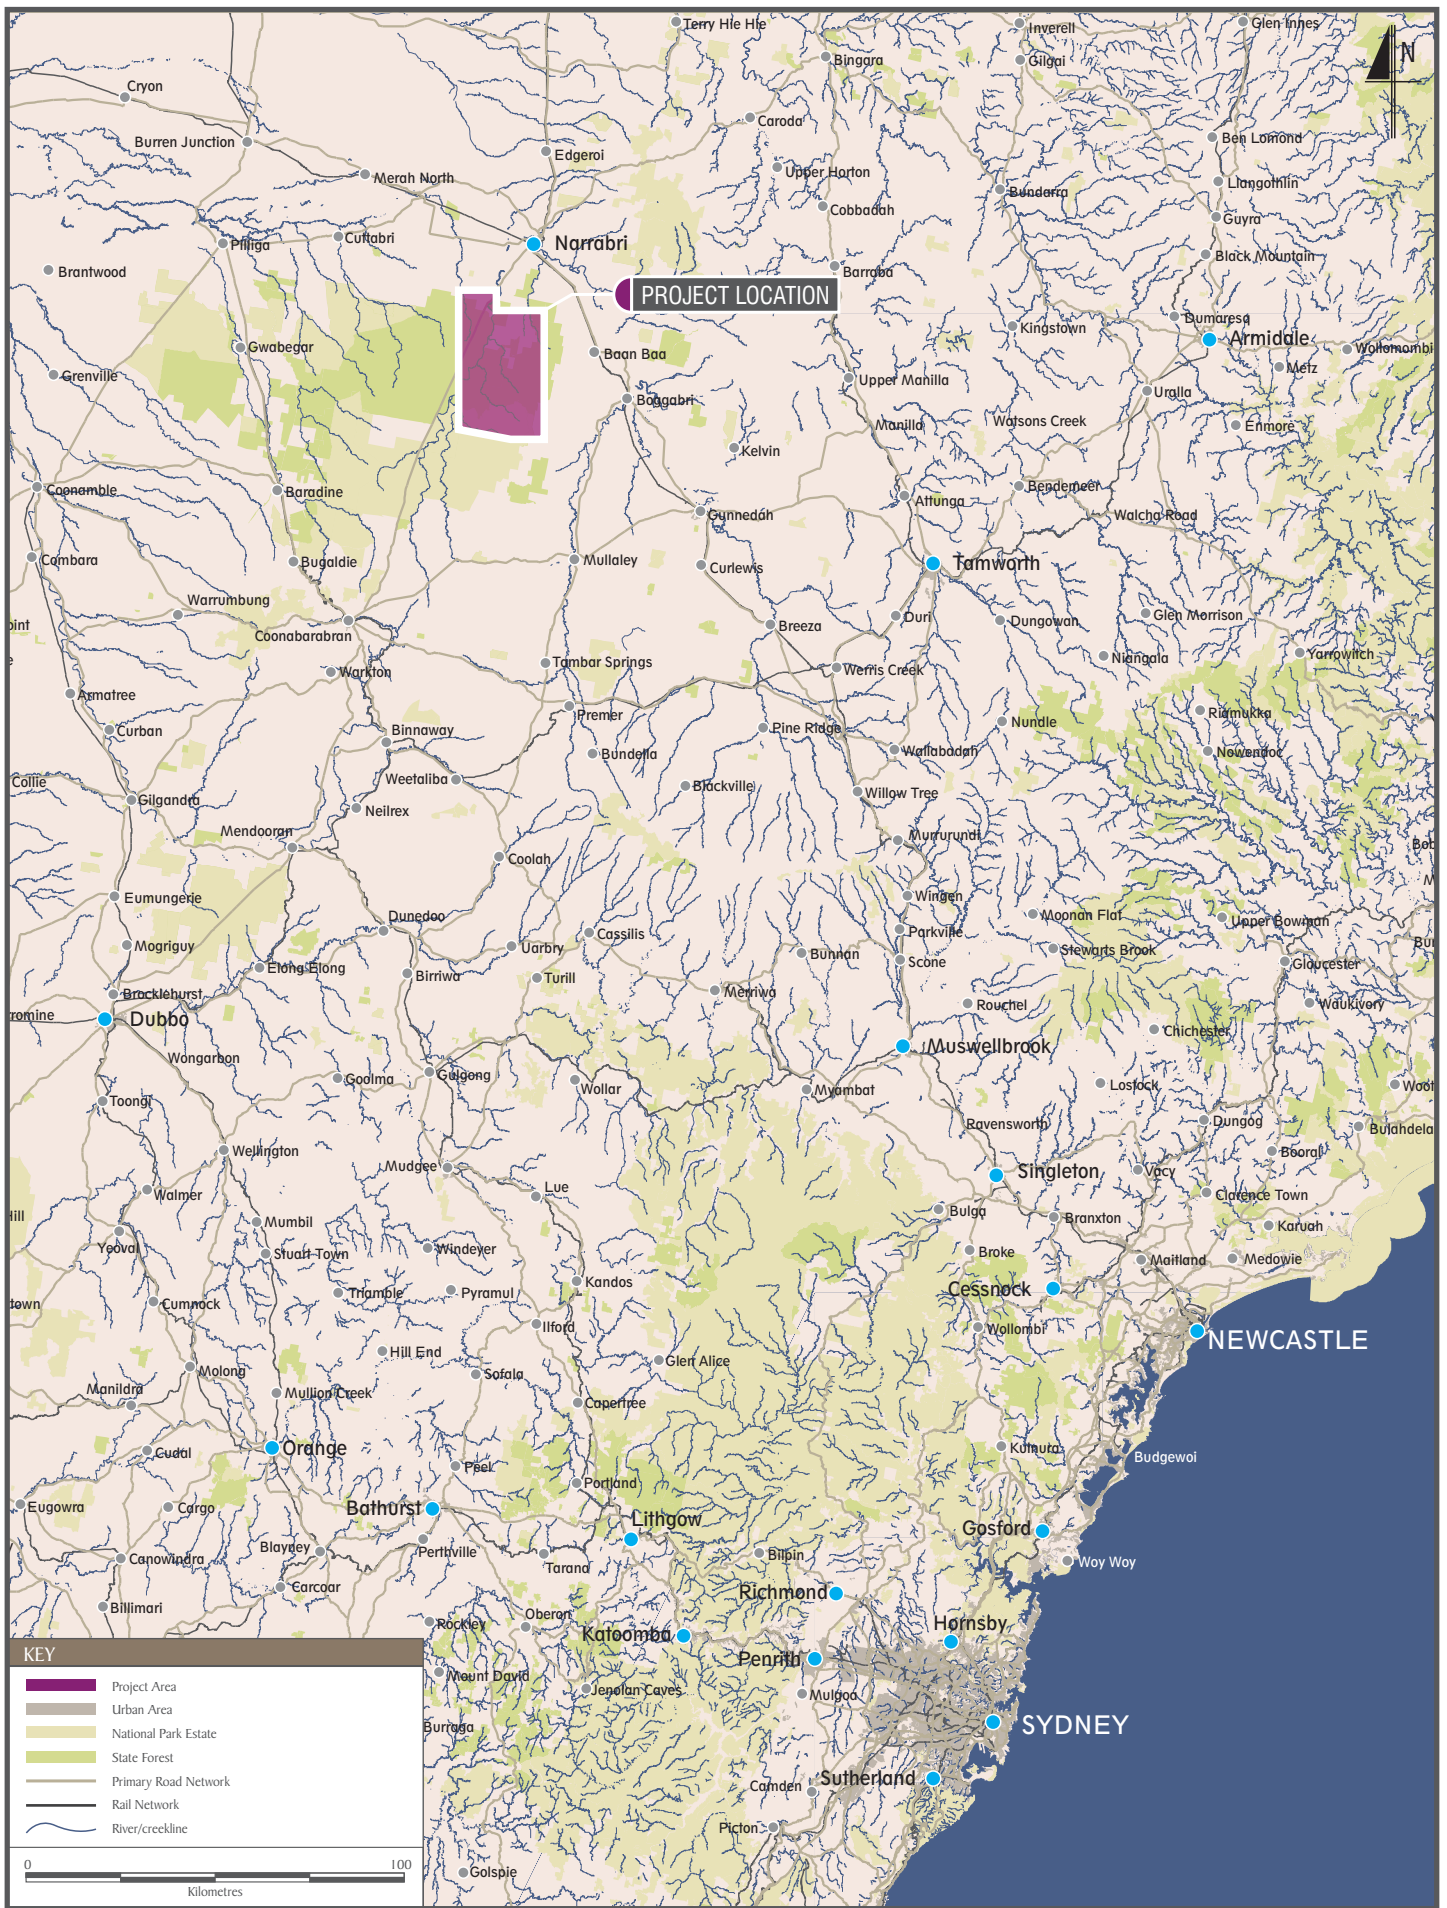 Terry Hie Hie
Inverell
Glen Innes
N
Bingara
Gilgai
Cryon
Caroda
Burren Junction
Ben Lomond
Edgeroi
Merah North
Upper Horton
Llangothlin
Bundarra
Cobbadah
Guyra
Pilliga
Cuttabri
Narrabri
Black Mountain
Brantwood
Barraba
PROJECT LOCATION
Dumaresq
Kingstown
Armidale
Gwabegar
Baan Baa
Wollomombi
Grenville
Metz
Upper Manilla
Uralla
Boggabri
Manilla
Watsons Creek
Enmore
Kelvin
Coonamble
Baradine
Bendemeer
Attunga
Gunnedah
Walcha Road
Combara
Bugaldie
Mullaley
Curlewis
Tamworth
Warrumbung
Glen Morrison
oint
Coonabarabran
Breeza
Duri
Dungowan
e
Warkton
Tambar Springs
Werris Creek
Niangala
Yarrowitch
Armatree
Premer
Riamukka
Curban
Binnaway
Pine Ridge
Nundle
Bundella
Wallabadah
Nowendoc
Collie
Weetaliba
Blackville
Willow Tree
Gilgandra
Neilrex
Mendooran
Murrurundi
Bob
Coolah
M
Eumungerie
Wingen
Dunedoo
Moonan Flat
Upper Bowman
Mogriguy
Uarbry
Cassilis
Parkville
Bur
Bunnan
Stewarts Brook
Elong Elong
Birriwa
Turill
Scone
Gloucester
Brocklehurst
Merriwa
Rouchel
Waukivory
romine
Dubbo
Chichester
Wongarbon
Muswellbrook
Goolma
Gulgong
Wollar
Myambat
Lostock
Woot
Toongi
Ravensworth
Dungog
Bulahdela
Wellington
Mudgee
Singleton
Vacy
Booral
Walmer
Lue
Clarence Town
ill
Mumbil
Bulga
Branxton
Karuah
Yeoval
Stuart Town
Windeyer
Broke
Maitland
Medowie
Kandos
Cessnock
town
Cumnock
Triamble
Pyramul
Ilford
Wollombi
NEWCASTLE
Hill End
Molong
Glen Alice
Sofala
Manildra
Mullion Creek
Capertree
Cudal
Orange
Kulnura
Budgewoi
Peel
Portland
Eugowra
Cargo
Bathurst
Lithgow
Gosford
Canowindra
Blayney
Perthville
Tarana
Bilpin
Woy Woy
Carcoar
Richmond
Billimari
Rockley
Oberon
Katoomba
Hornsby
KEY
Penrith
Project Area
Mount David
Jenolan Caves
Mulgoa
Urban Area
Burraga
SYDNEY
National Park Estate
State Forest
Primary Road Network
Camden
Sutherland
Rail Network
River/creekline
Picton
0
100
Golspie
Kilometres